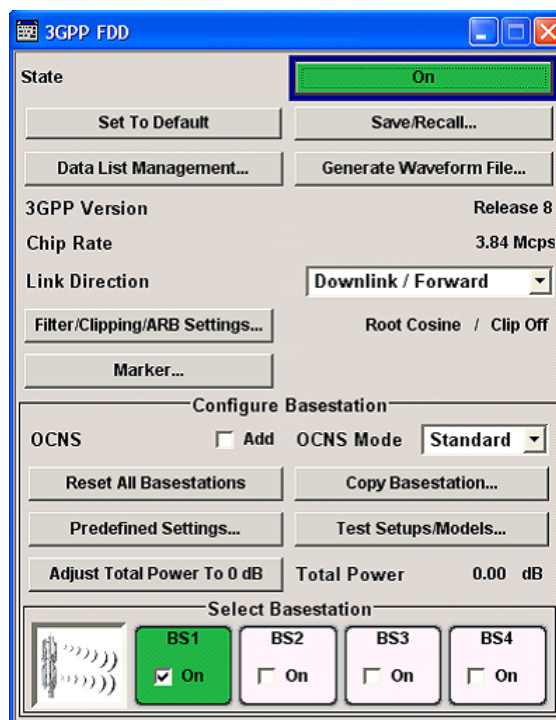 3GPP FDD
State On
Set To Default Save/Recall...
Data List Management... Generate Waveform File...
3GPP Version Release 8
Chip Rate 3.84 Mcps
Link Direction Downlink / Forward
Filter/Clipping/ARB Settings... Root Cosine / Clip Off
Marker...
Configure Basestation
OCNS Add OCNS Mode Standard
Reset All Basestations Copy Basestation...
Predefined Settings... Test Setups/Models...
Adjust Total Power To 0 dB Total Power 0.00 dB
Select Basestation
BS1 BS2 BS3 BS4
On On On On